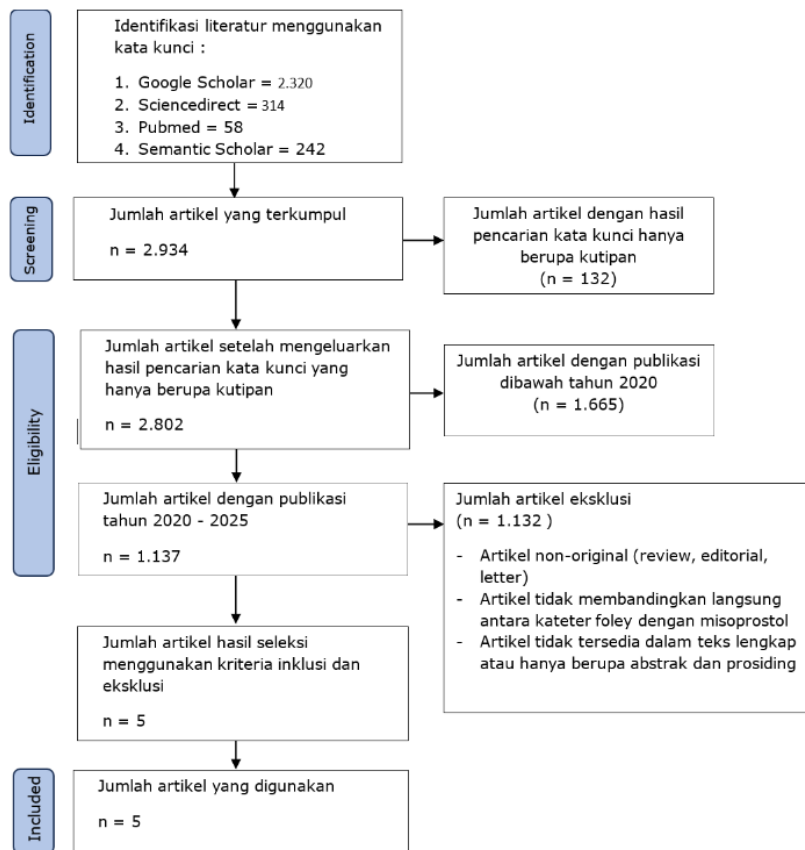 Identification
Identifikasi literatur menggunakan
kata kunci :
1. Google Scholar = 2.320
2. Sciencedirect = 314
3. Pubmed = 58
4. Semantic Scholar = 242
Screening
Jumlah artikel yang terkumpul
n = 2.934
Jumlah artikel dengan hasil
pencarian kata kunci hanya
berupa kutipan
(n = 132)
Eligibility
Jumlah artikel setelah mengeluarkan
hasil pencarian kata kunci yang
hanya berupa kutipan
n = 2.802
Jumlah artikel dengan publikasi
dibawah tahun 2020
(n = 1.665)
Jumlah artikel dengan publikasi
tahun 2020 - 2025
n = 1.137
Jumlah artikel eksklusi
(n = 1.132 )
- Artikel non-original (review, editorial,
letter)
- Artikel tidak membandingkan langsung
antara kateter foley dengan misoprostol
- Artikel tidak tersedia dalam teks lengkap
atau hanya berupa abstrak dan prosiding
Jumlah artikel hasil seleksi
menggunakan kriteria inklusi dan
eksklusi
n = 5
Included
Jumlah artikel yang digunakan
n = 5